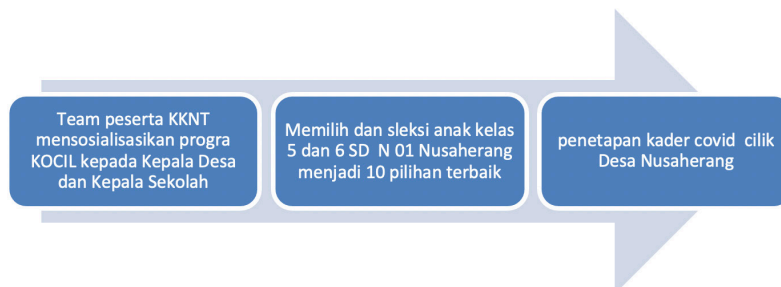 Team peserta KKNT
mensosialisasikan progra
KOCIL kepada Kepala Desa
dan Kepala Sekolah
Memilih dan sleksi anak kelas
5 dan 6 SD N 01 Nusaherang
menjadi 10 pilihan terbaik
penetapan kader covid cilik
Desa Nusaherang